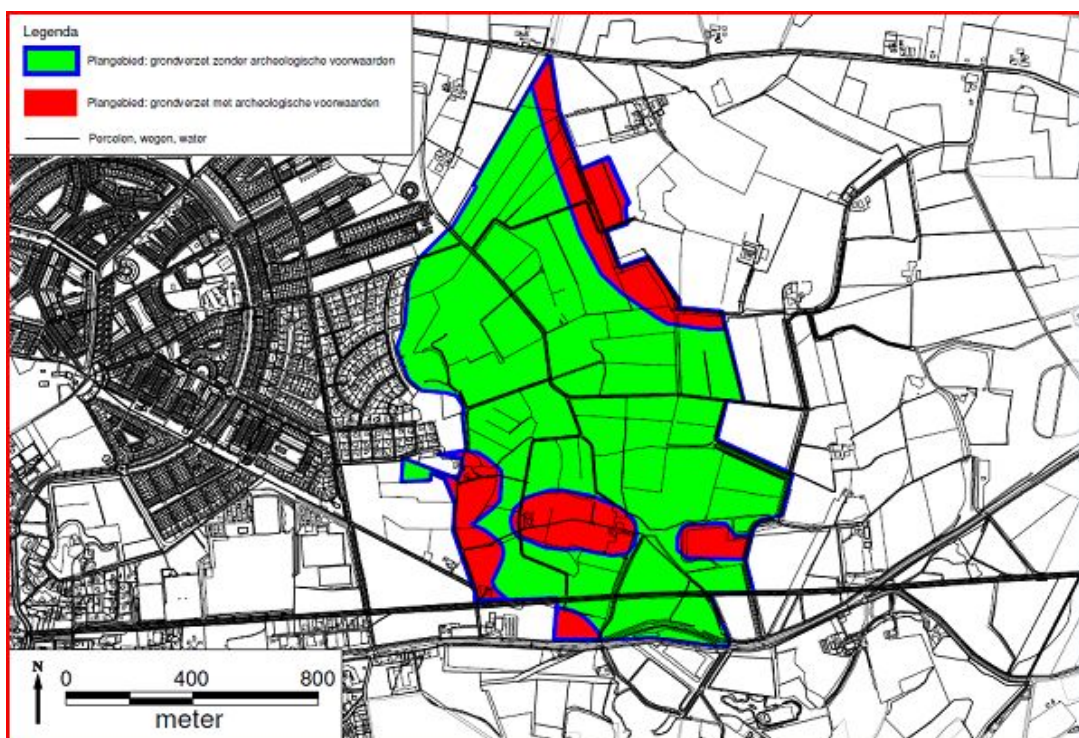 Legenda
Plangebied: grondverzet zonder archeologische voorwaarden
Plangebied: grondverzet met archeologische voorwaarden
Percelen, wegen, water
N
0 400 800
meter